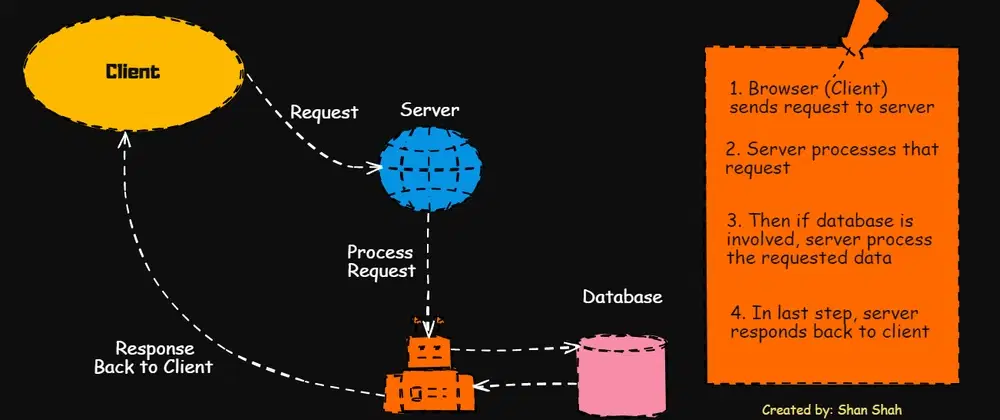 Client
Request
Server
Process
Request
Database
Response
Back to Client
1. Browser (Client)
sends request to server
2. Server processes that
request
3. Then if database is
involved, server process
the requested data
4. In last step, server
responds back to client
Created by: Shan Shah